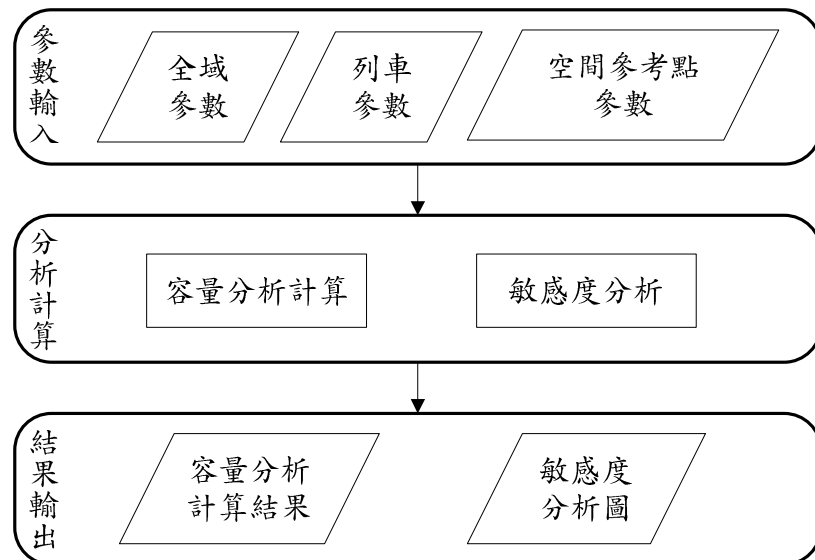 參數輸入
全域
參數
列車
參數
空間參考點
參數
分析計算
容量分析計算
敏感度分析
結果輸出
容量分析
計算結果
敏感度
分析圖